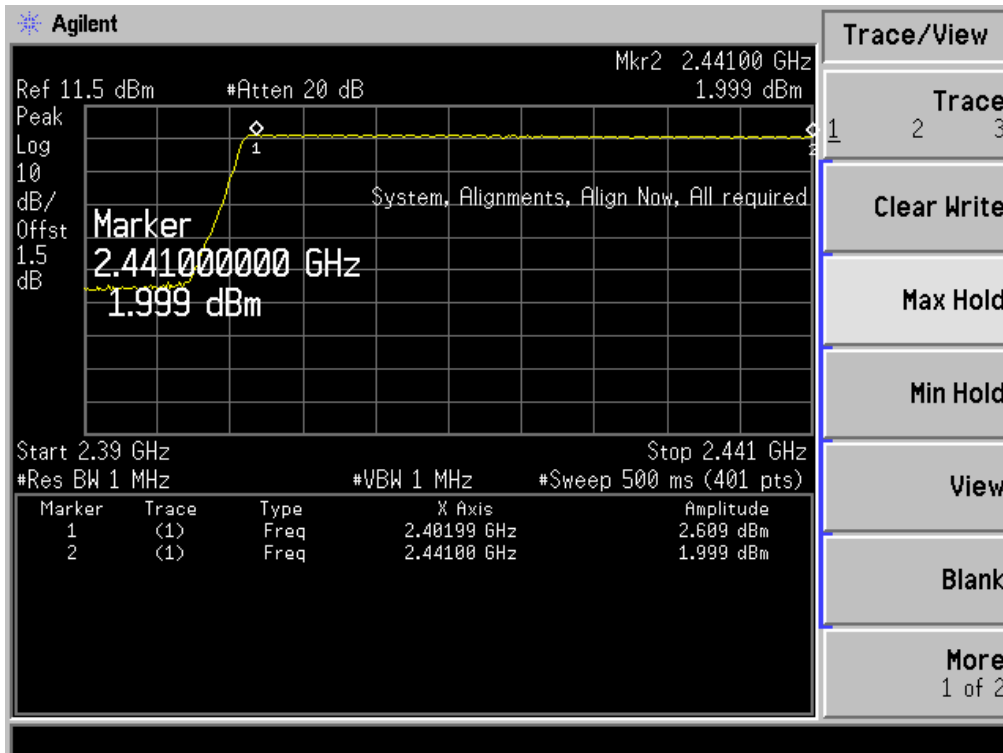 Agilent
Mkr2 2.44100 GHz
Ref 11.5 dBm #Atten 20 dB 1.999 dBm
Peak
Log
10
dB/
Offst
1.5
dB
1
2
System, Alignments, Align Now, All required
Marker
2.441000000 GHz
1.999 dBm
Start 2.39 GHz Stop 2.441 GHz
#Res BW 1 MHz #VBW 1 MHz #Sweep 500 ms (401 pts)
Marker Trace Type X Axis Amplitude
1 (1) Freq 2.40199 GHz 2.609 dBm
2 (1) Freq 2.44100 GHz 1.999 dBm
Trace/View
Trace
1 2 3
Clear Write
Max Hold
Min Hold
View
Blank
More
1 of 2